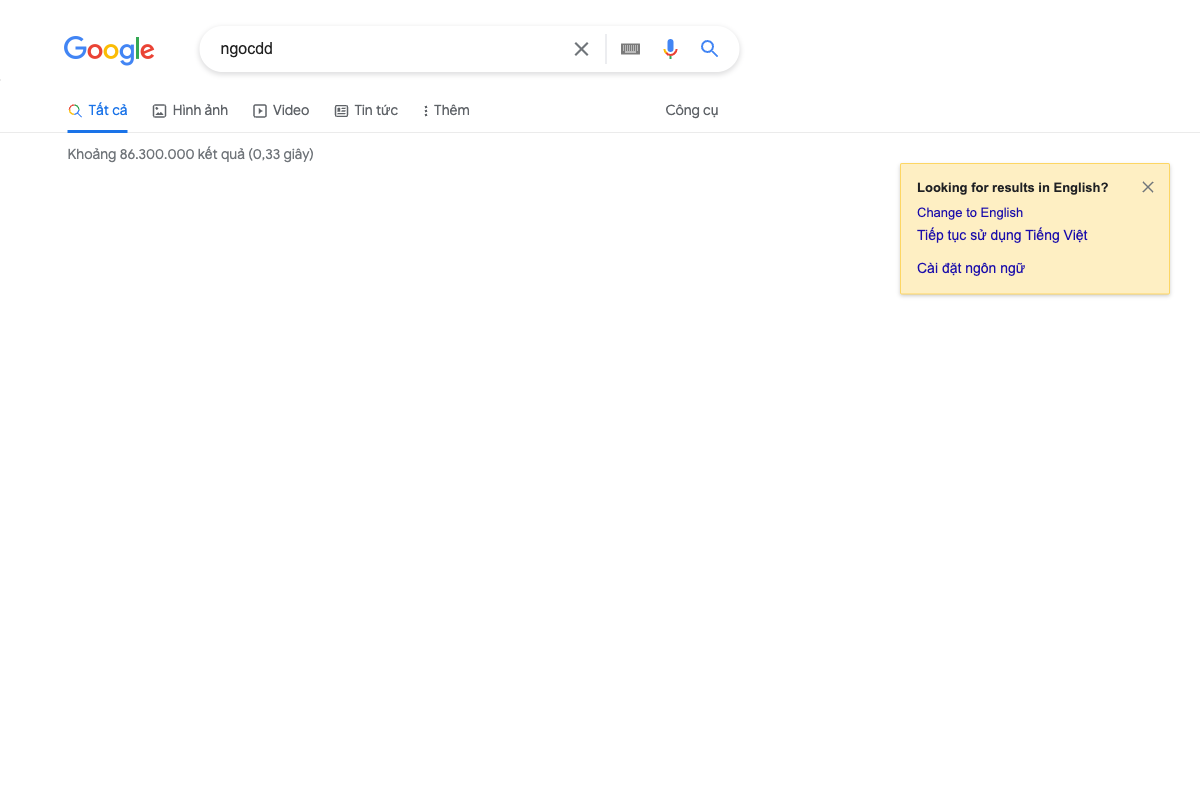 Google
ngocdd
Tất cả
Hình ảnh
Video
Tin tức
Thêm
Công cụ
Khoảng 86.300.000 kết quả (0,33 giây)
Looking for results in English?
Change to English
Tiếp tục sử dụng Tiếng Việt
Cài đặt ngôn ngữ